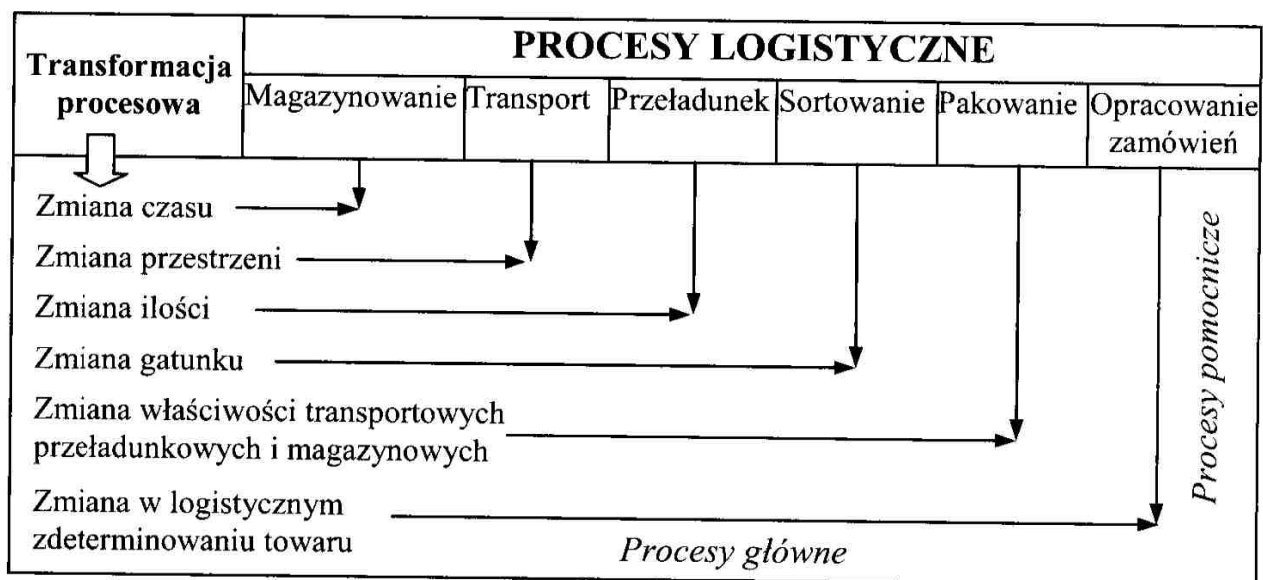 Transformacja
procesowa
PROCESY LOGISTYCZNE
Magazynowanie
Transport
Przeładunek
Sortowanie
Pakowanie
Opracowanie
zamówień
Zmiana czasu
Zmiana przestrzeni
Zmiana ilości
Zmiana gatunku
Zmiana właściwości transportowych
przeładunkowych i magazynowych
Zmiana w logistycznym
zdeterminowaniu towaru
Procesy główne
Procesy pomocnicze